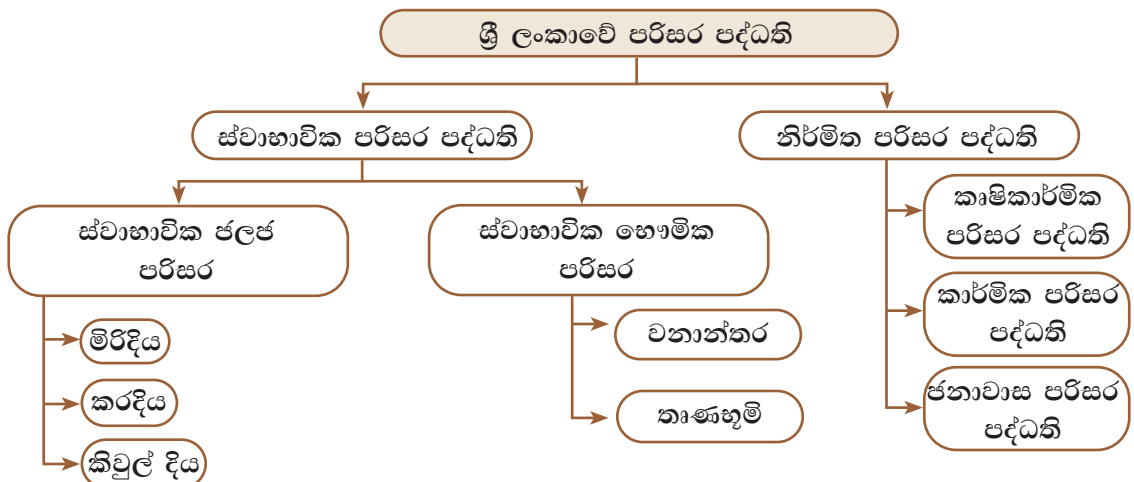 ශ්‍රී ලංකාවේ පරිසර පද්ධති
ස්වාභාවික පරිසර පද්ධති
නිර්මිත පරිසර පද්ධති
ස්වාභාවික ජලජ
පරිසර
ස්වාභාවික භෞමික
පරිසර
කෘෂිකාර්මික
පරිසර පද්ධති
මිරිදිය
කරදිය
කිවුල් දිය
වනාන්තර
තෘණභූමි
කාර්මික පරිසර
පද්ධති
ජනාවාස පරිසර
පද්ධති